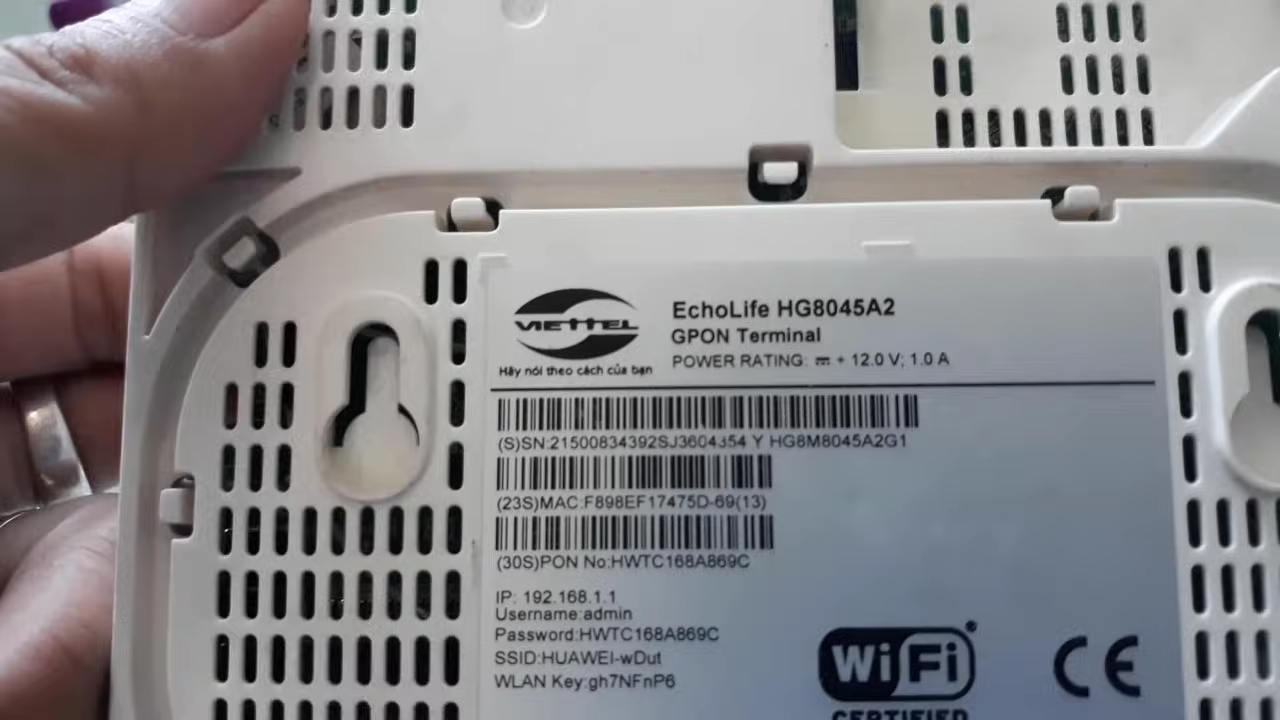 VIETTEL
Hãy nói theo cách của bạn
EchoLife HG8045A2
GPON Terminal
POWER RATING: ⎓ + 12.0 V; 1.0 A
(S)SN:21500834392SJ3604354 Y HG8M8045A2G1
(23S)MAC:F898EF17475D-69(13)
(30S)PON No:HWTC168A869C
IP: 192.168.1.1
Username:admin
Password:HWTC168A869C
SSID:HUAWEI-wDut
WLAN Key:gh7NFnP6
WiFi
CE
CERTIFIED